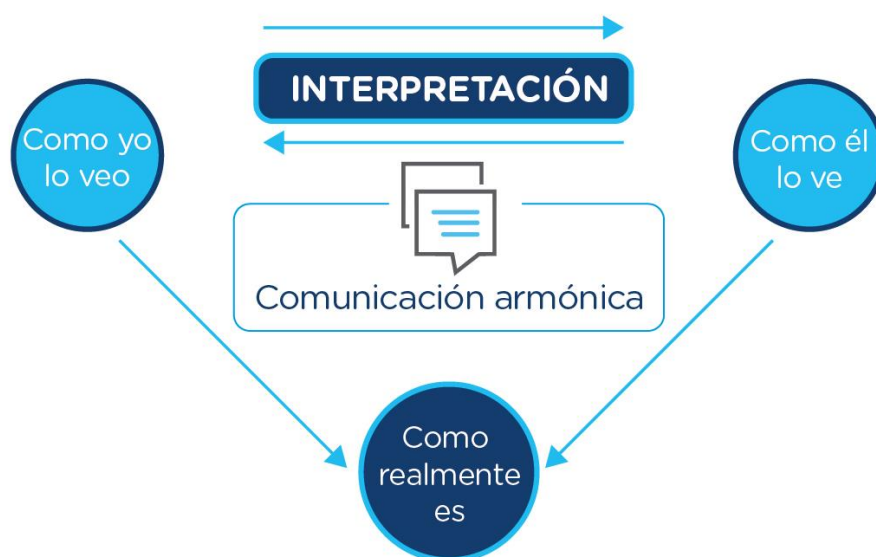 INTERPRETACIÓN
Como yo
lo veo
Como él
lo ve
Comunicación armónica
Como
realmente
es